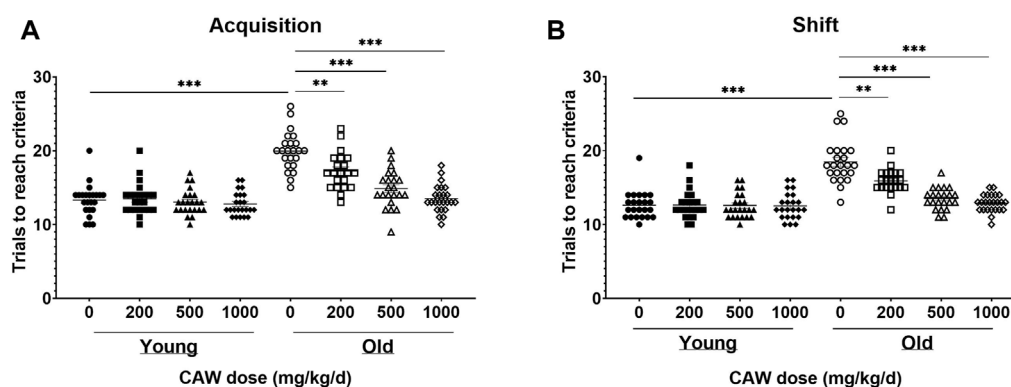 A
Acquisition
***
***
***
**
Trials to reach criteria
30
20
10
0
0 200 500 1000 0 200 500 1000
Young Old
CAW dose (mg/kg/d)
B
Shift
***
***
***
**
Trials to reach criteria
30
20
10
0
0 200 500 1000 0 200 500 1000
Young Old
CAW dose (mg/kg/d)